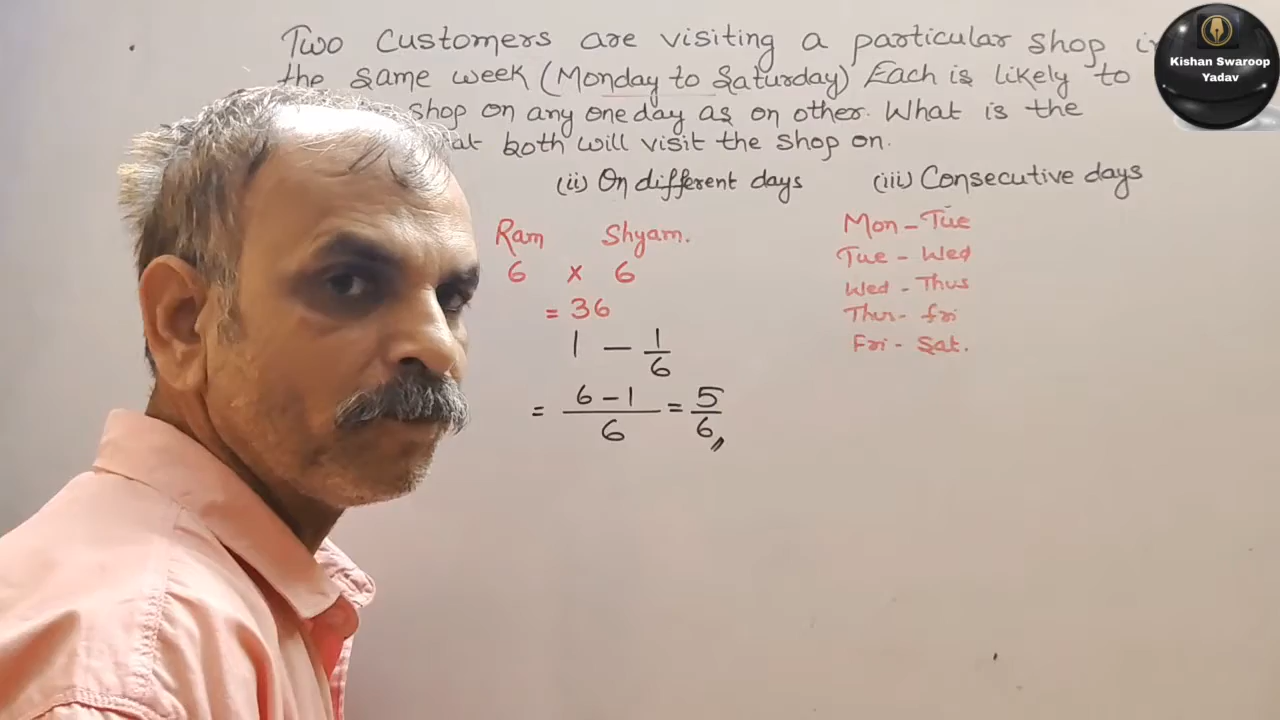 Two Customers are visiting a particular shop
the same week (Monday to Saturday) Each is likely to
shop on any one day as on other. What is the
both will visit the shop on.
(ii) On different days (iii) Consecutive days
Ram Shyam.
6 x 6
= 36
1 - 1/6
= 6-1/6 = 5/6
Mon - Tue
Tue - Wed
Wed - Thus
Thur - fri
Fri - Sat.
Kishan Swaroop
Yadav